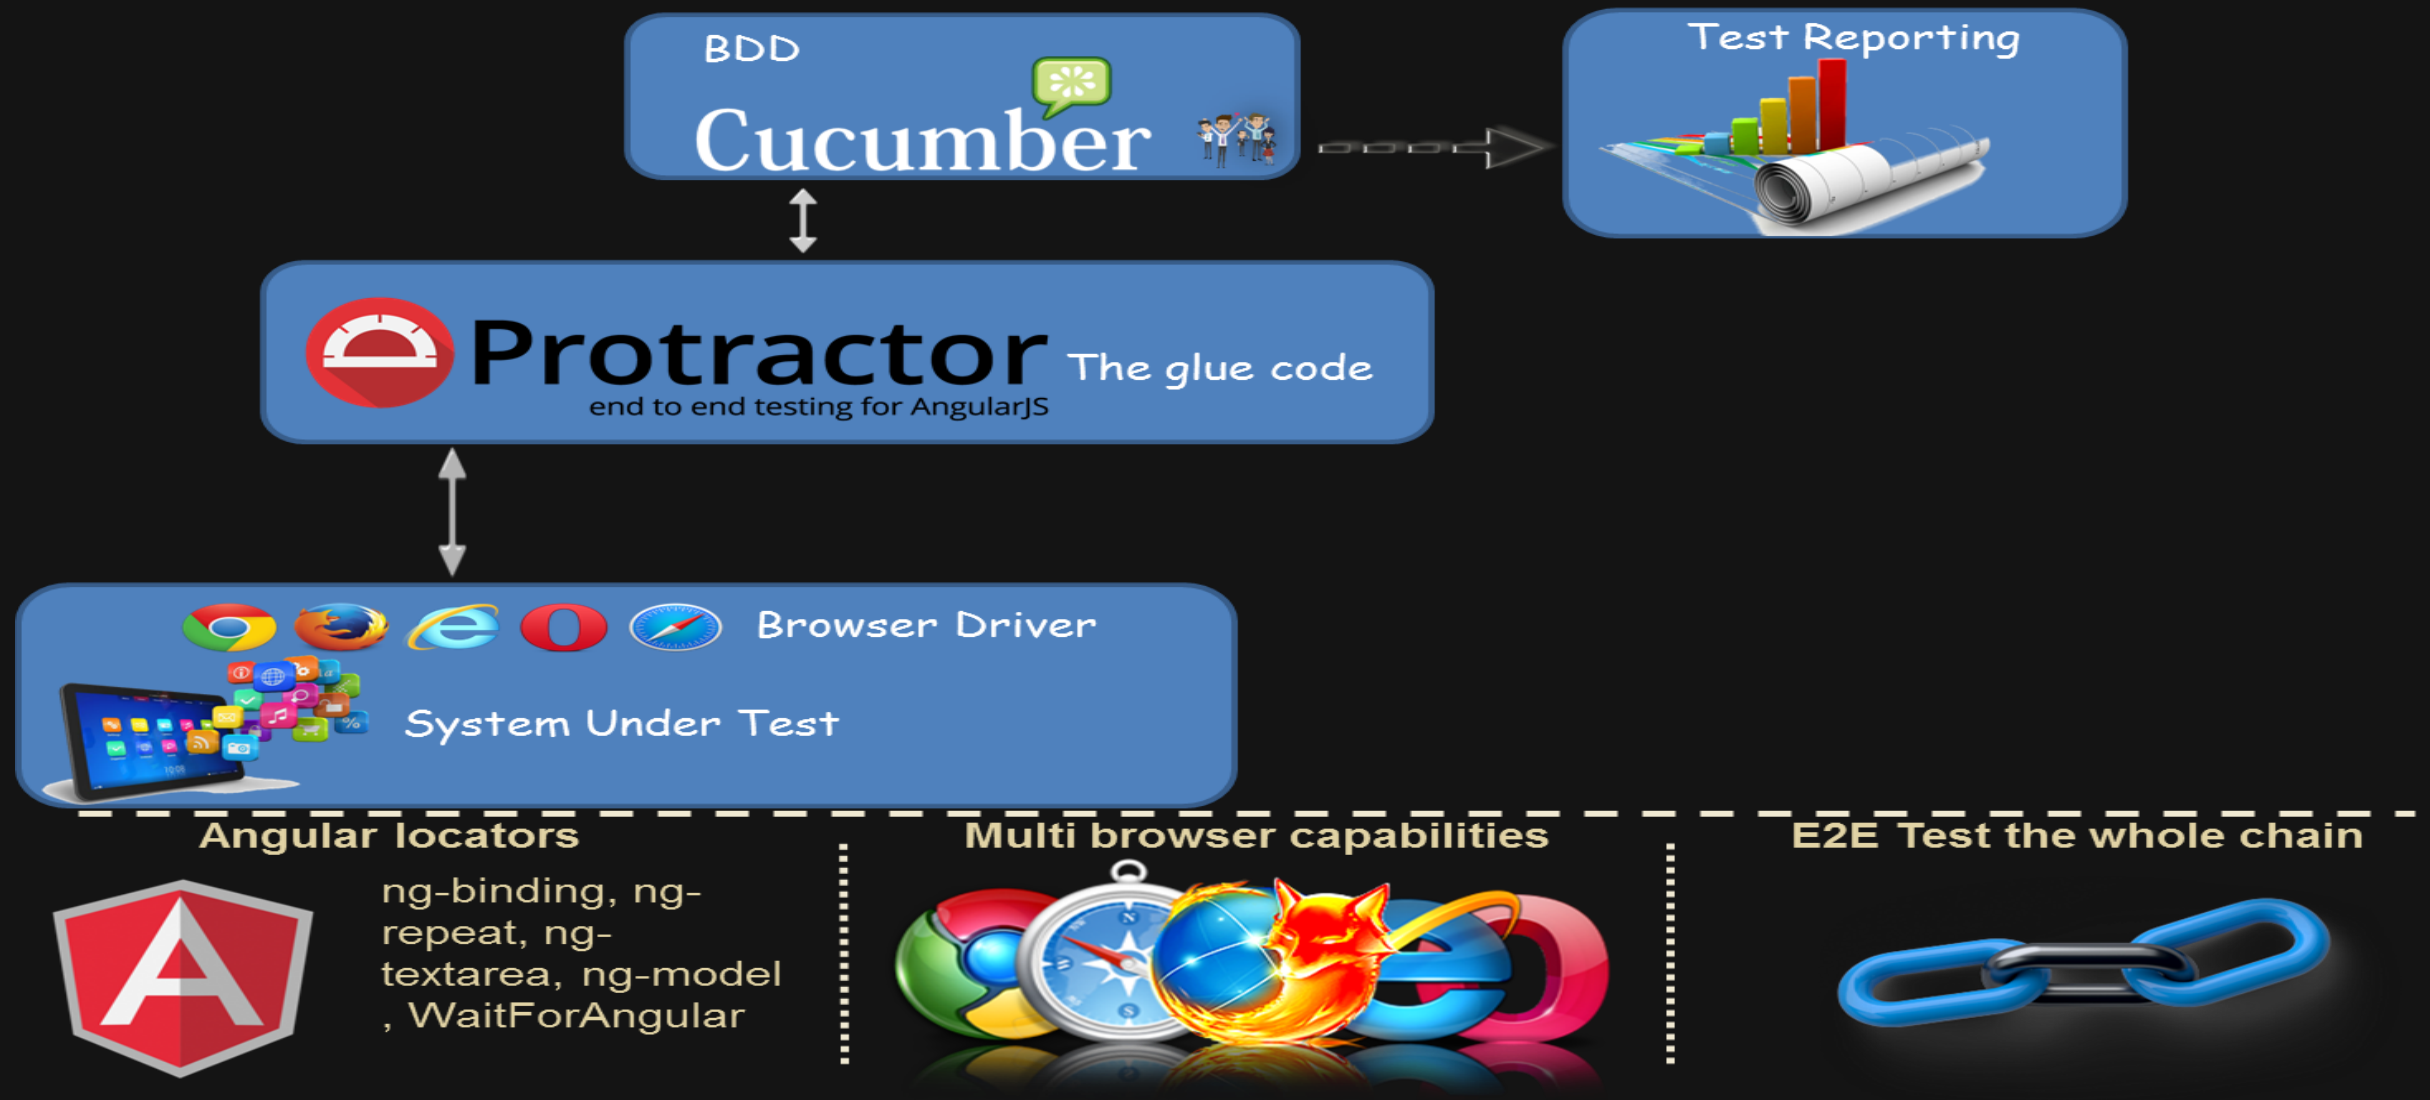 BDD
Cucumber
Test Reporting
Protractor
end to end testing for AngularJS
The glue code
Browser Driver
System Under Test
10:08
Angular locators
ng-binding, ng-
repeat, ng-
textarea, ng-model
, WaitForAngular
Multi browser capabilities
N
S
E2E Test the whole chain